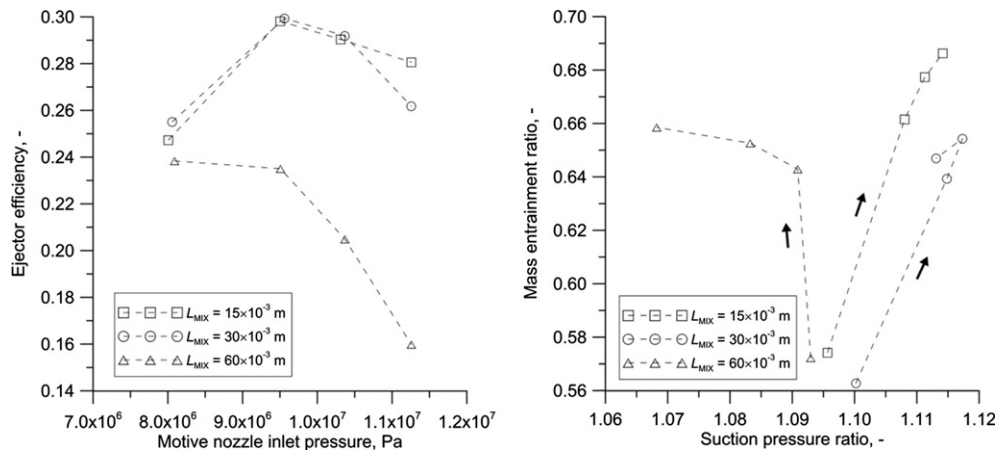 0.30
0.28
0.26
0.24
0.22
0.20
0.18
0.16
0.14
Ejector efficiency, -
L_MIX = 15×10⁻³ m
L_MIX = 30×10⁻³ m
L_MIX = 60×10⁻³ m
7.0x10⁶ 8.0x10⁶ 9.0x10⁶ 1.0x10⁷ 1.1x10⁷ 1.2x10⁷
Motive nozzle inlet pressure, Pa
0.70
0.68
0.66
0.64
0.62
0.60
0.58
0.56
Mass entrainment ratio, -
L_MIX = 15×10⁻³ m
L_MIX = 30×10⁻³ m
L_MIX = 60×10⁻³ m
1.06 1.07 1.08 1.09 1.10 1.11 1.12
Suction pressure ratio, -